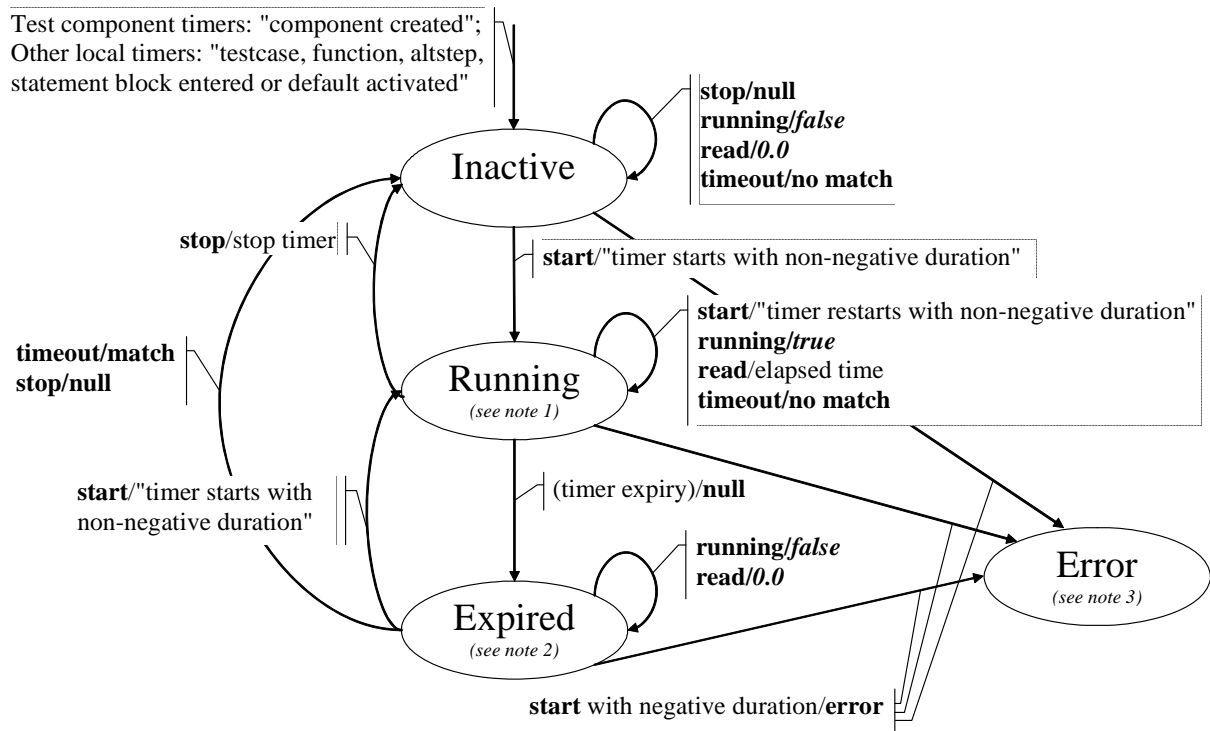 Test component timers: "component created";
Other local timers: "testcase, function, altstep,
statement block entered or default activated"
stop/null
running/false
read/0.0
timeout/no match
Inactive
stop/stop timer
start/"timer starts with non-negative duration"
start/"timer restarts with non-negative duration"
running/true
read/elapsed time
timeout/no match
timeout/match
stop/null
Running
(see note 1)
start/"timer starts with
non-negative duration"
(timer expiry)/null
running/false
read/0.0
Error
(see note 3)
Expired
(see note 2)
start with negative duration/error